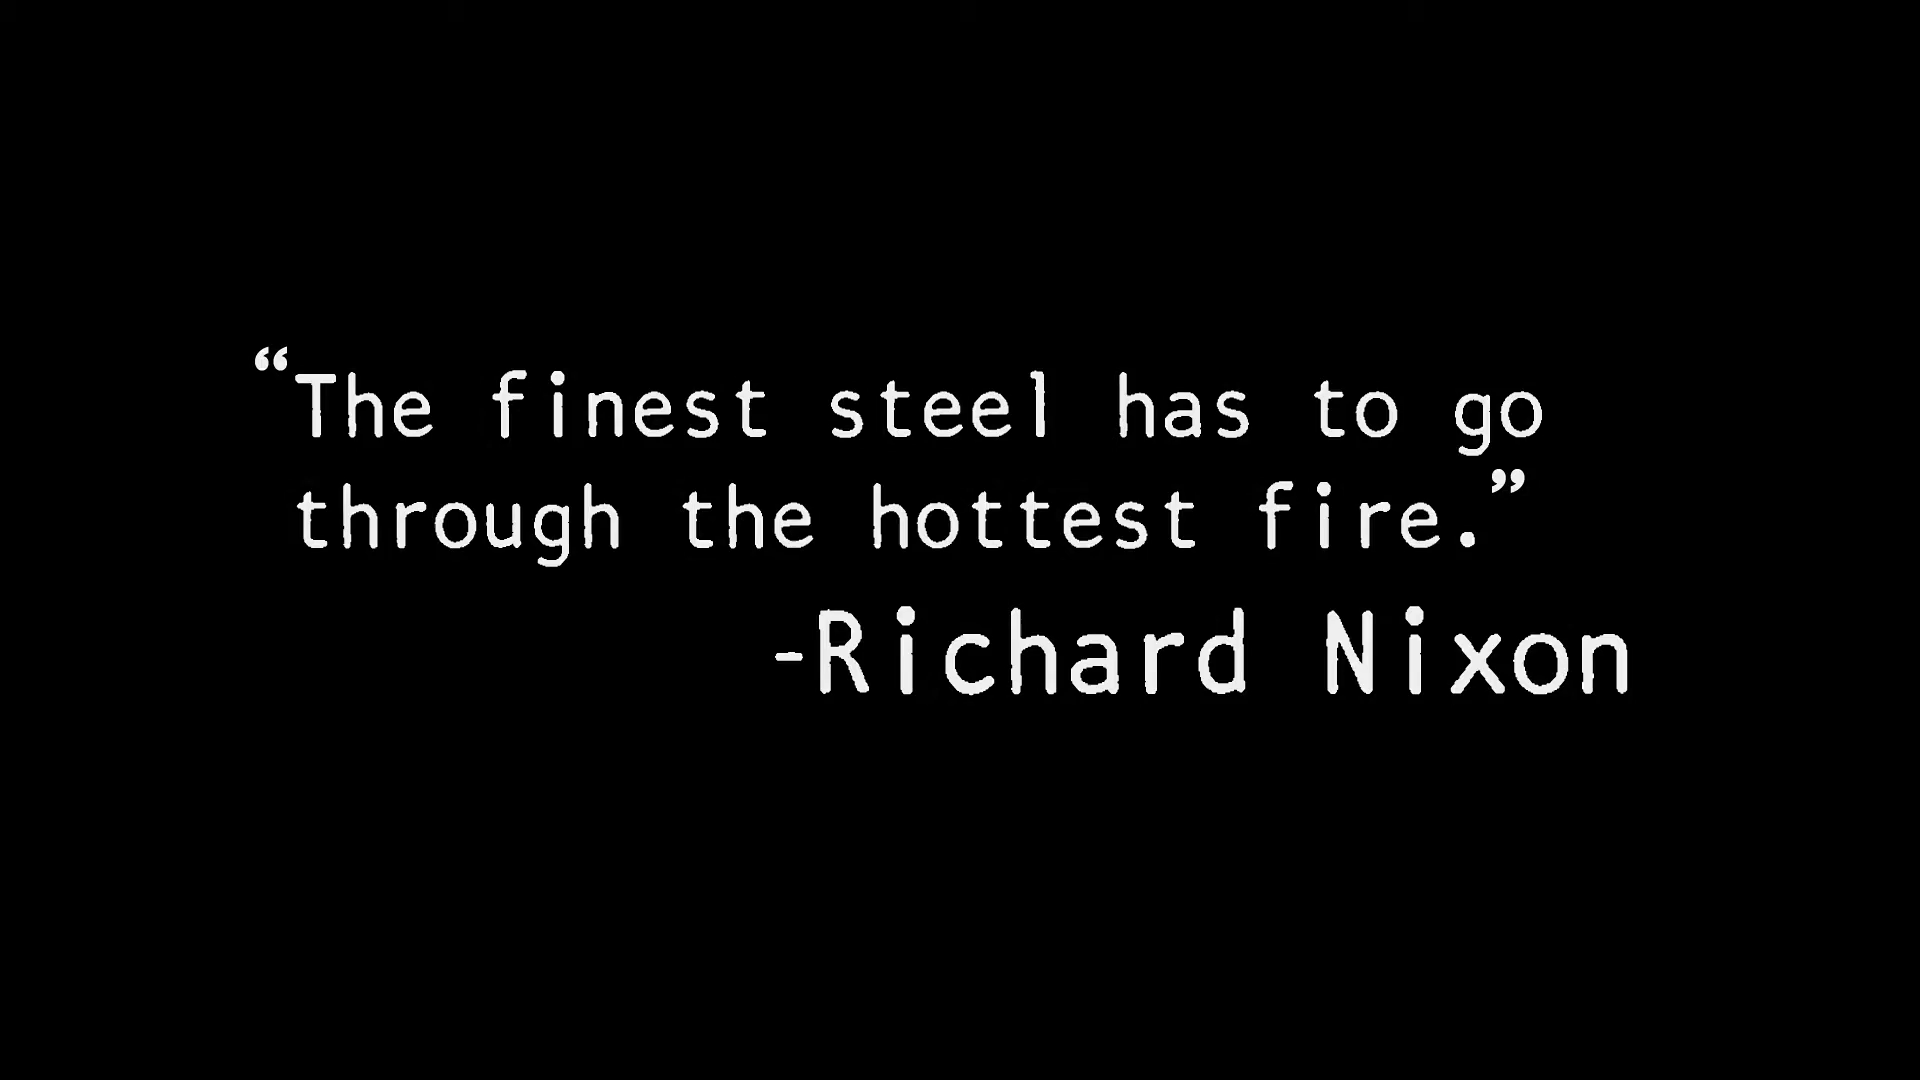 “The finest steel has to go
through the hottest fire.”
-Richard Nixon